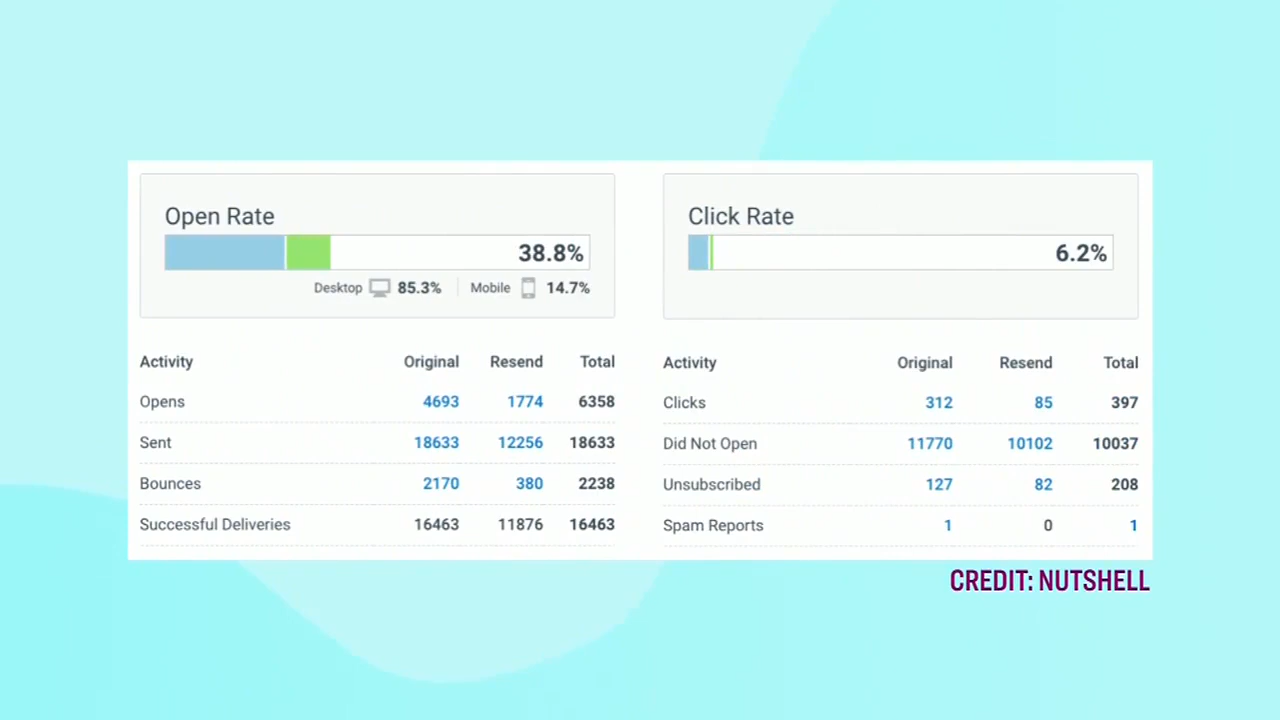 Open Rate
38.8%
Desktop 85.3% Mobile 14.7%
Activity Original Resend Total
Opens 4693 1774 6358
Sent 18633 12256 18633
Bounces 2170 380 2238
Successful Deliveries 16463 11876 16463
Click Rate
6.2%
Activity Original Resend Total
Clicks 312 85 397
Did Not Open 11770 10102 10037
Unsubscribed 127 82 208
Spam Reports 1 0 1
CREDIT: NUTSHELL